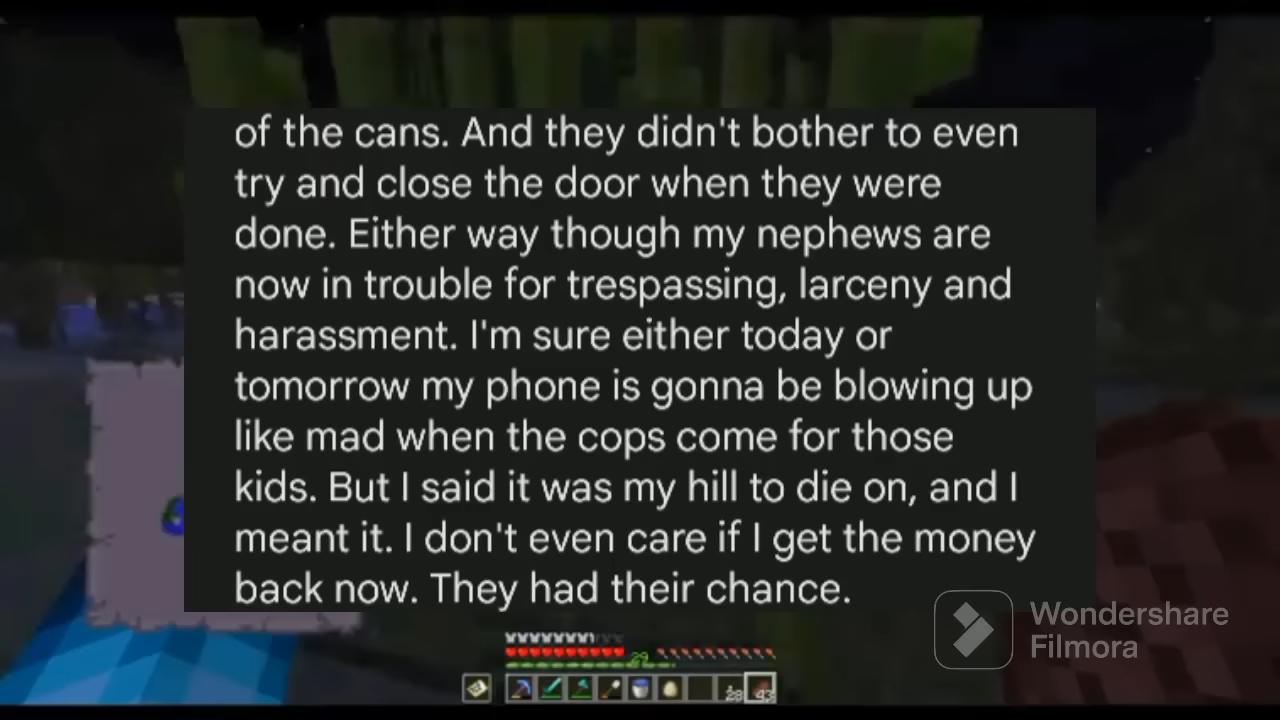 of the cans. And they didn't bother to even
try and close the door when they were
done. Either way though my nephews are
now in trouble for trespassing, larceny and
harassment. I'm sure either today or
tomorrow my phone is gonna be blowing up
like mad when the cops come for those
kids. But I said it was my hill to die on, and I
meant it. I don't even care if I get the money
back now. They had their chance.
Wondershare
Filmora
29
28 43